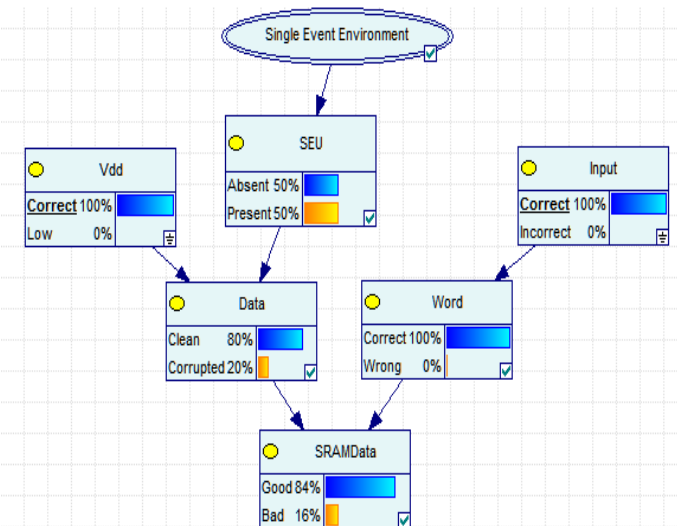 Single Event Environment
SEU
Absent 50%
Present 50%
Vdd
Correct 100%
Low 0%
Input
Correct 100%
Incorrect 0%
Data
Clean 80%
Corrupted 20%
Word
Correct 100%
Wrong 0%
SRAMData
Good 84%
Bad 16%